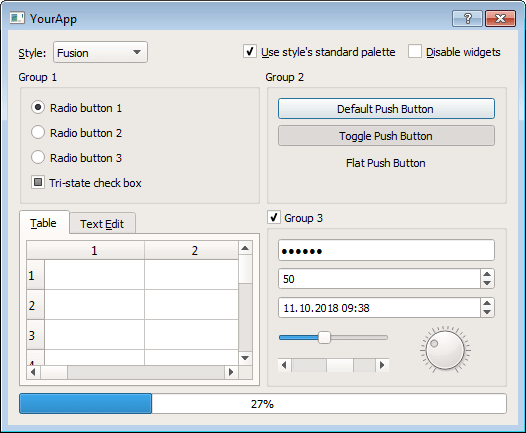 YourApp
Style: Fusion
Use style's standard palette
Disable widgets
Group 1
Radio button 1
Radio button 2
Radio button 3
Tri-state check box
Group 2
Default Push Button
Toggle Push Button
Flat Push Button
Table
Text Edit
1 2
1
2
3
4
Group 3
••••••
50
11.10.2018 09:38
27%